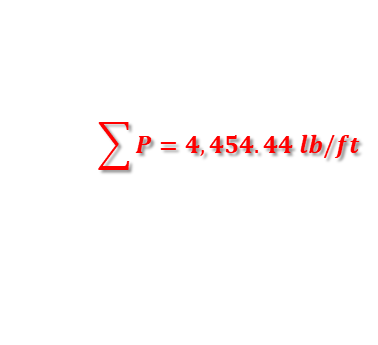 ∑ P = 4,454.44 lb/ft